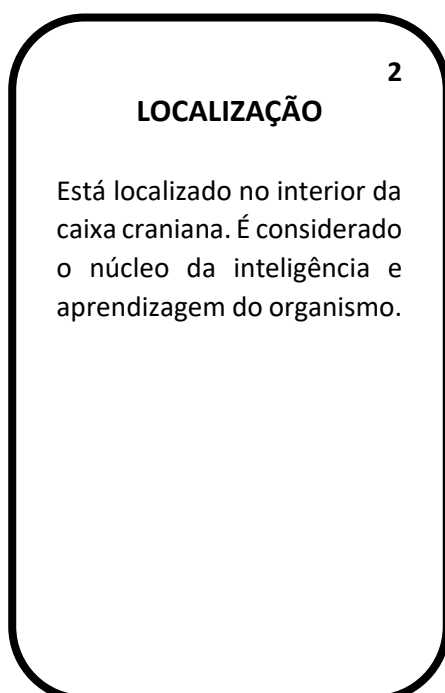 2
LOCALIZAÇÃO
Está localizado no interior da
caixa craniana. É considerado
o núcleo da inteligência e
aprendizagem do organismo.